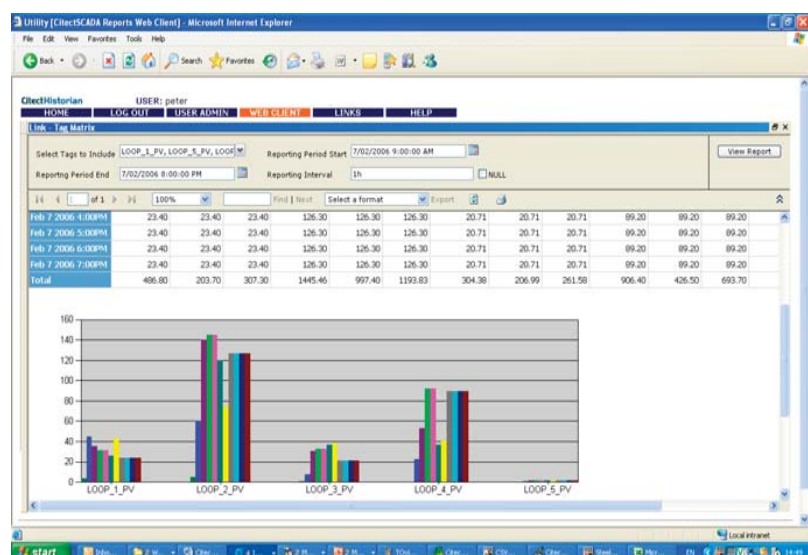 Utility [CitectSCADA Reports Web Client] - Microsoft Internet Explorer
File Edit View Favorites Tools Help
Back Search Favorites
CitectHistorian USER: peter
HOME LOG OUT USER ADMIN WEB CLIENT LINKS HELP
Link - Tag Matrix
Select Tags to Include LOOP_1_PV, LOOP_5_PV, LOOP Reporting Period Start 7/02/2006 9:00:00 AM View Report
Reporting Period End 7/02/2006 8:00:00 PM Reporting Interval 1h NULL
1 of 1 100% Find | Next Select a format Export
Feb 7 2006 4:00PM 23.40 23.40 23.40 126.30 126.30 126.30 20.71 20.71 20.71 89.20 89.20 89.20
Feb 7 2006 5:00PM 23.40 23.40 23.40 126.30 126.30 126.30 20.71 20.71 20.71 89.20 89.20 89.20
Feb 7 2006 6:00PM 23.40 23.40 23.40 126.30 126.30 126.30 20.71 20.71 20.71 89.20 89.20 89.20
Feb 7 2006 7:00PM 23.40 23.40 23.40 126.30 126.30 126.30 20.71 20.71 20.71 89.20 89.20 89.20
Total 486.80 203.70 307.30 1445.46 997.40 1193.83 304.38 206.99 261.58 906.40 426.50 693.70
160
140
120
100
80
60
40
20
0
LOOP_1_PV LOOP_2_PV LOOP_3_PV LOOP_4_PV LOOP_5_PV
Local intranet
start EN